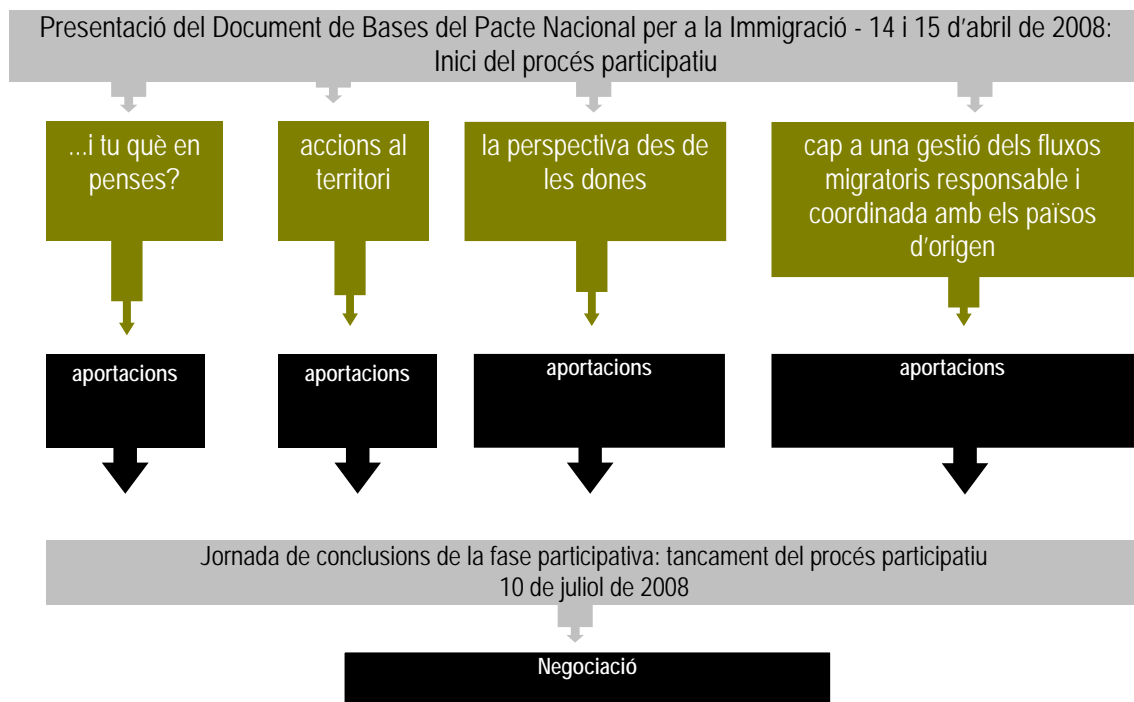 Presentació del Document de Bases del Pacte Nacional per a la Immigració - 14 i 15 d'abril de 2008:
Inici del procés participatiu
...i tu què en
penses?
accions al
territori
la perspectiva des de
les dones
cap a una gestió dels fluxos
migratoris responsable i
coordinada amb els països
d'origen
aportacions
aportacions
aportacions
aportacions
Jornada de conclusions de la fase participativa: tancament del procés participatiu
10 de juliol de 2008
Negociació